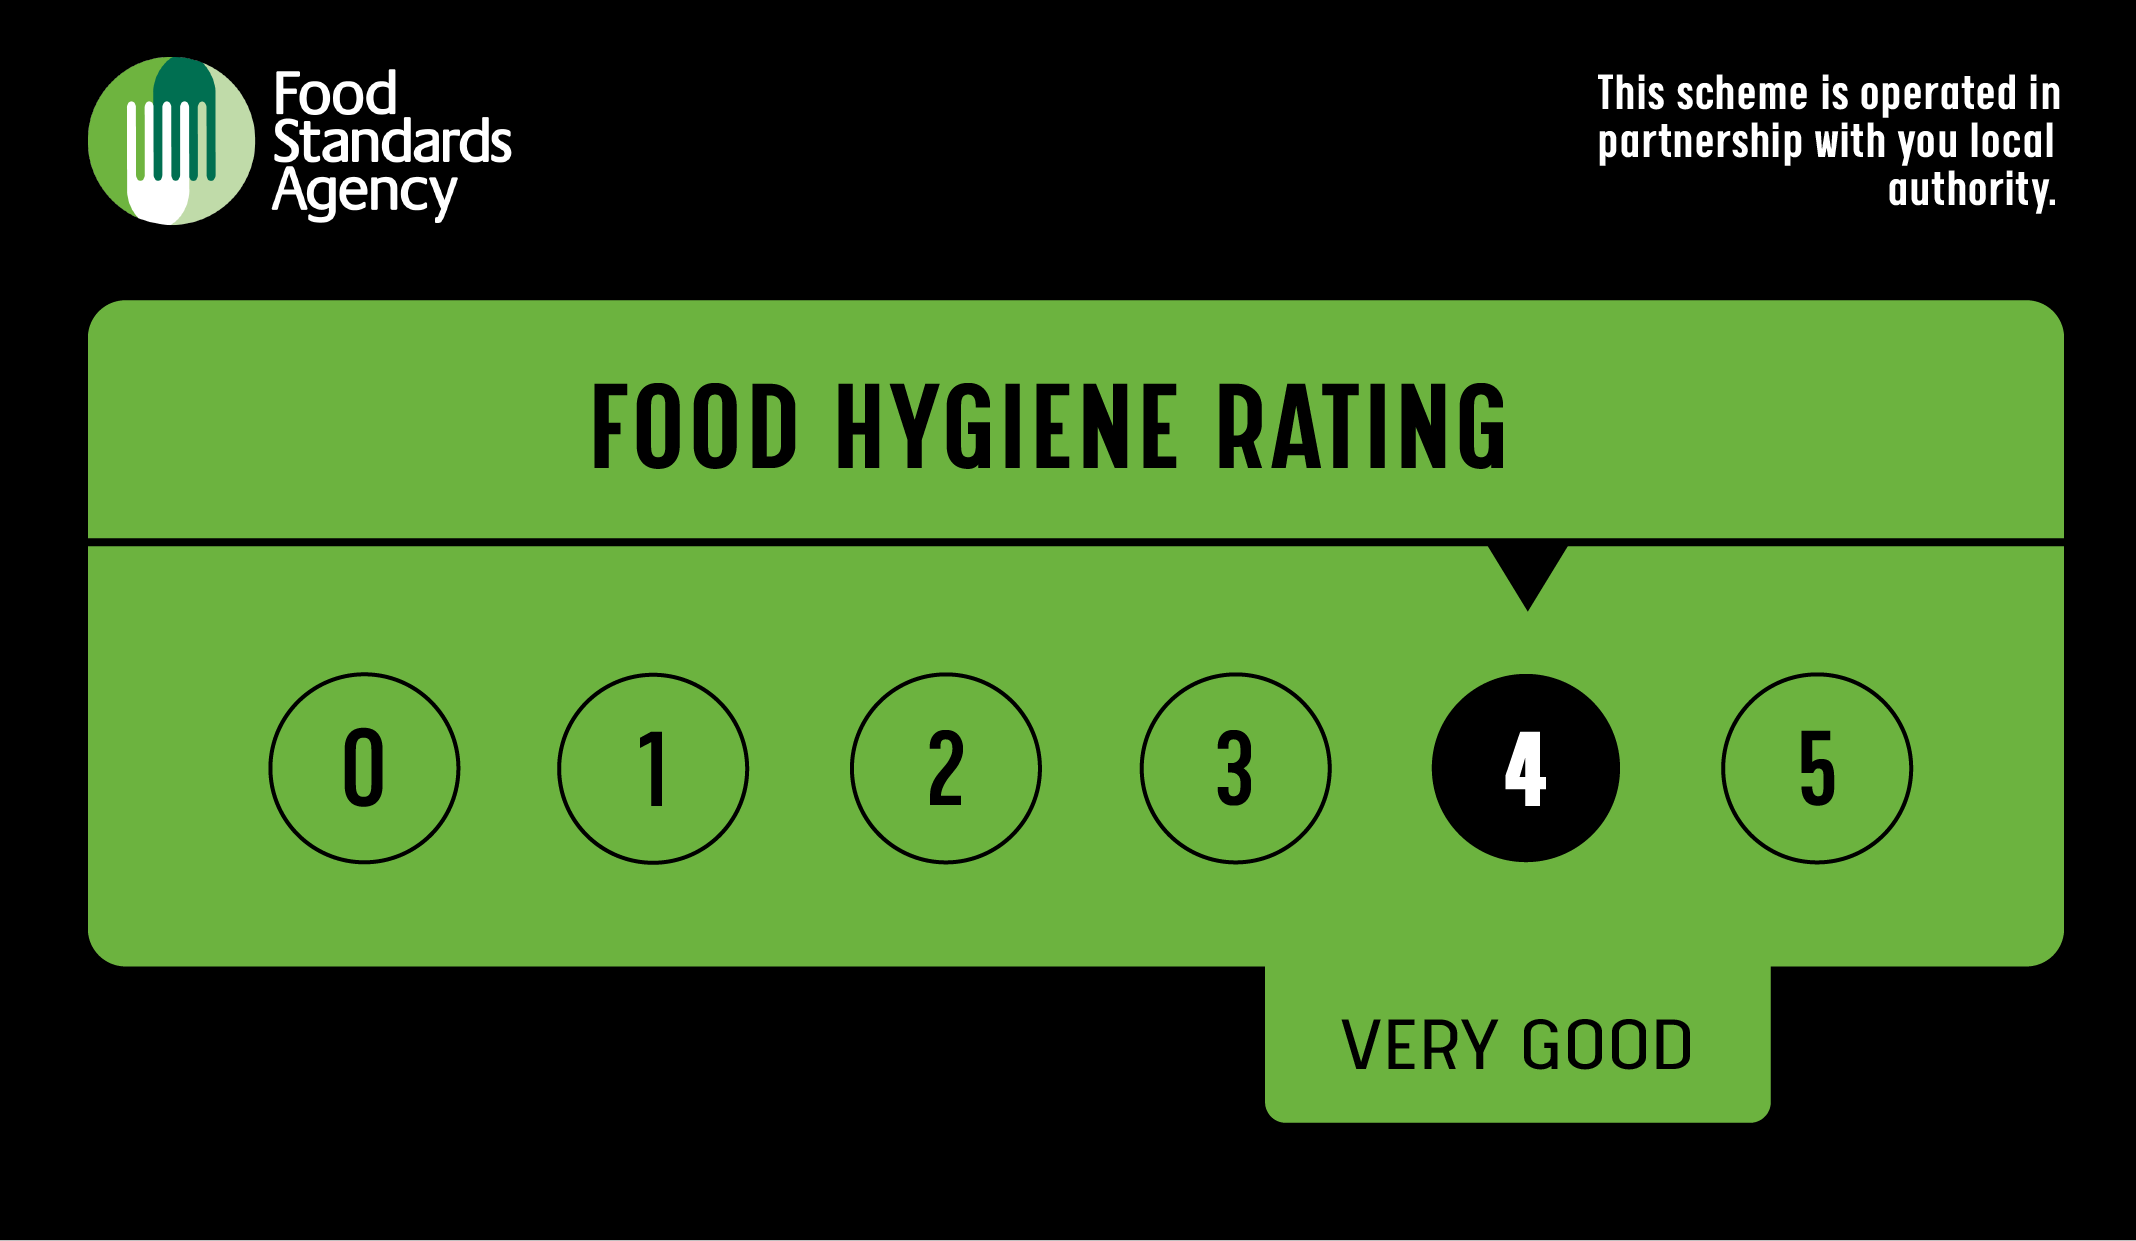 Food
Standards
Agency
This scheme is operated in
partnership with you local
authority.
FOOD HYGIENE RATING
0 1 2 3 4 5
VERY GOOD